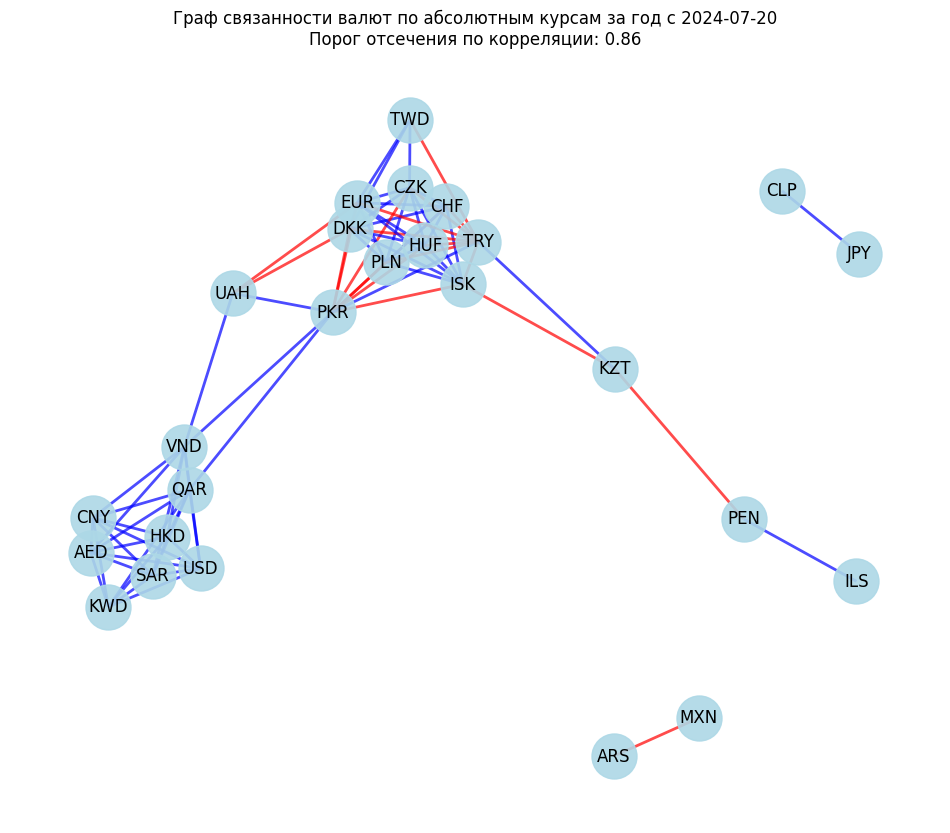 Граф связанности валют по абсолютным курсам за год с 2024-07-20
Порог отсечения по корреляции: 0.86
TWD
CZK
CLP
EUR
CHF
DKK
HUF
TRY
JPY
PLN
ISK
UAH
PKR
KZT
VND
QAR
CNY
PEN
HKD
AED
USD
SAR
ILS
KWD
MXN
ARS